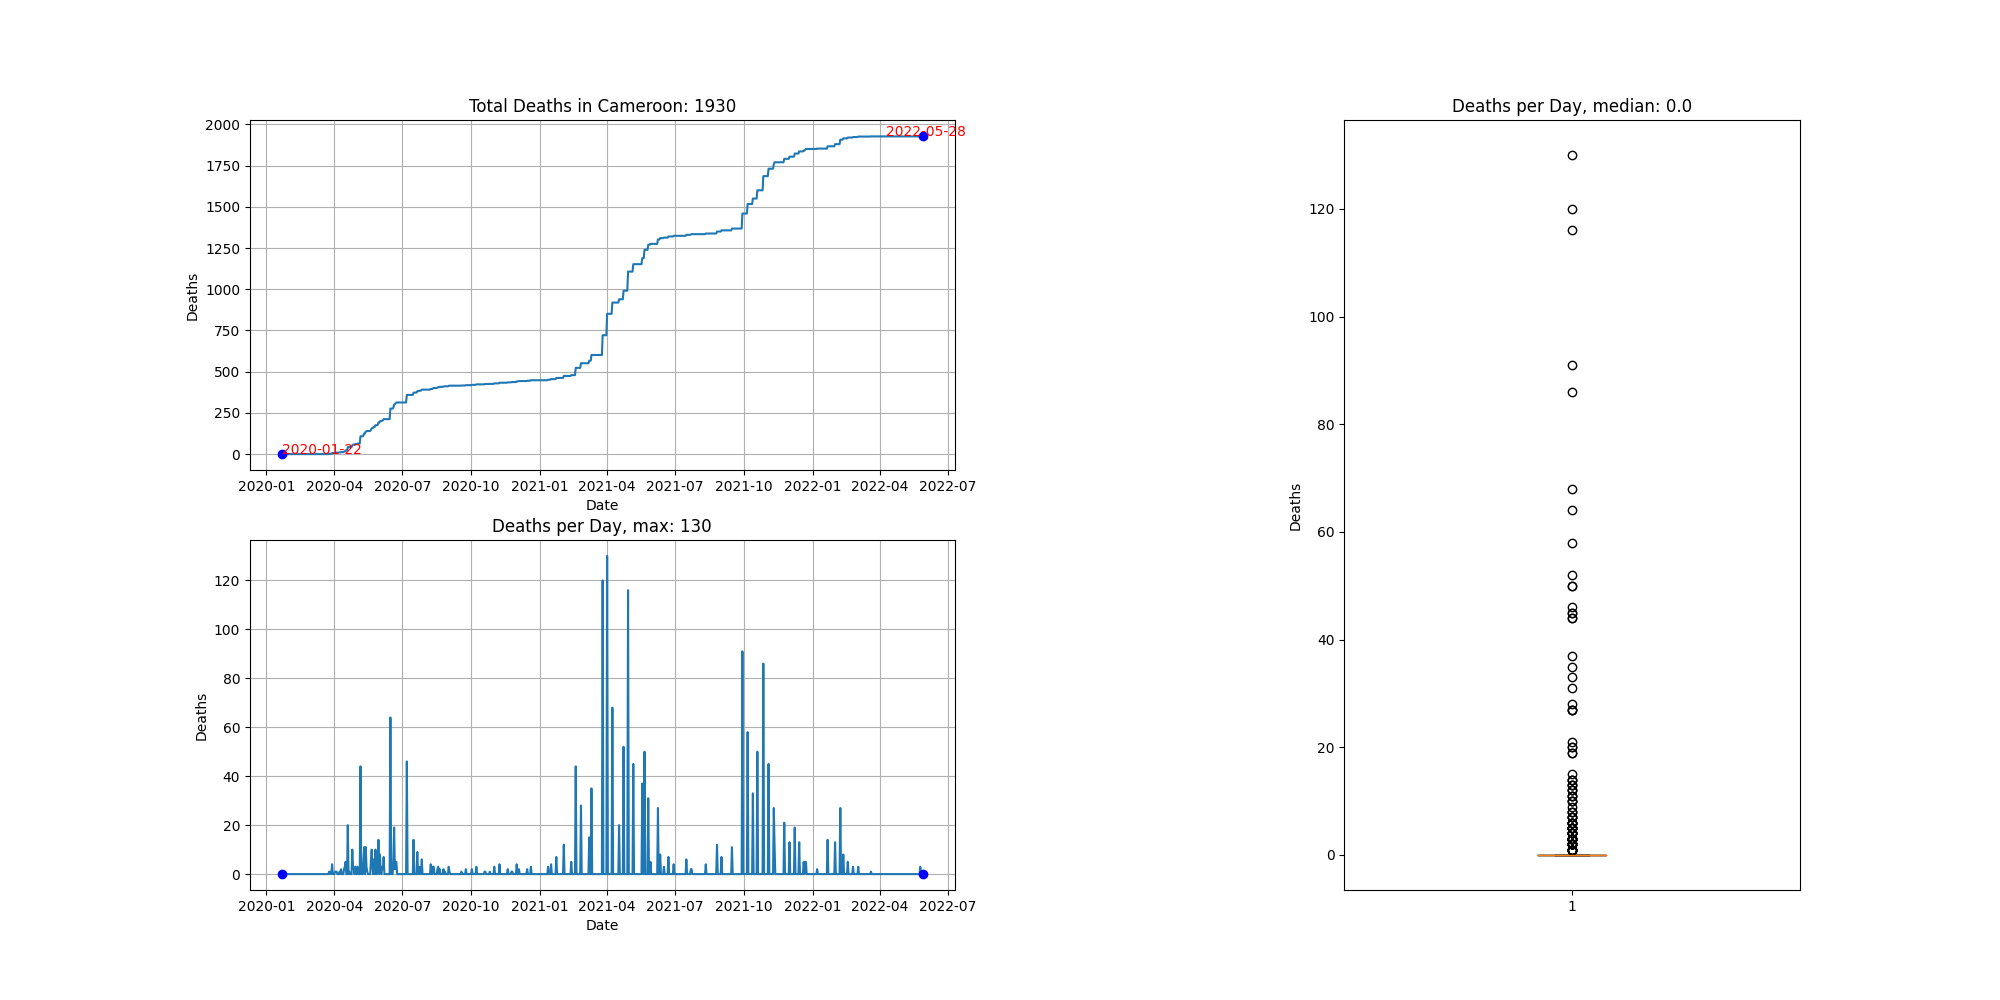 Total Deaths in Cameroon: 1930
2000
1750
1500
1250
1000
750
500
250
0
Deaths
2022-05-28
2020-01-22
2020-01 2020-04 2020-07 2020-10 2021-01 2021-04 2021-07 2021-10 2022-01 2022-04 2022-07
Date
Deaths per Day, max: 130
120
100
80
60
40
20
0
Deaths
2020-01 2020-04 2020-07 2020-10 2021-01 2021-04 2021-07 2021-10 2022-01 2022-04 2022-07
Date
Deaths per Day, median: 0.0
120
100
80
60
40
20
0
Deaths
1